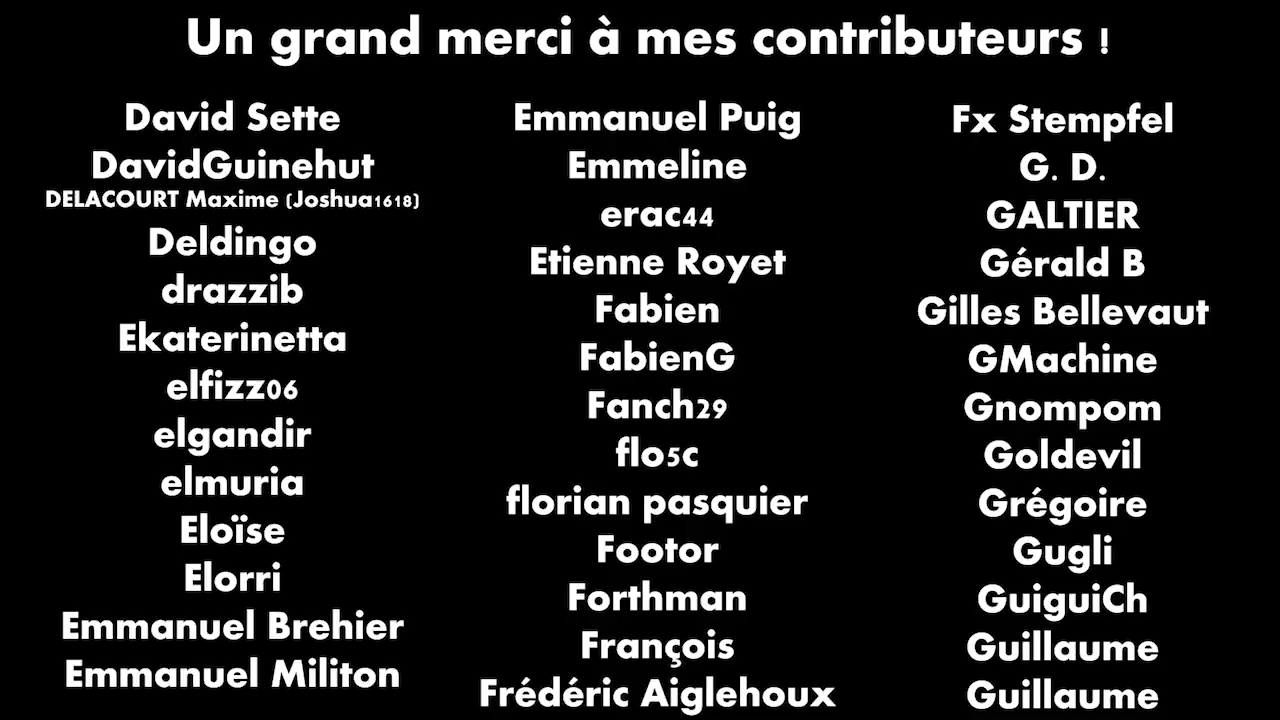 Un grand merci à mes contributeurs !
David Sette
DavidGuinehut
DELACOURT Maxime (Joshua1618)
Deldingo
drazzib
Ekaterinetta
elfizz06
elgandir
elmuria
Eloïse
Elorri
Emmanuel Brehier
Emmanuel Militon
Emmanuel Puig
Emmeline
erac44
Etienne Royet
Fabien
FabienG
Fanch29
flo5c
florian pasquier
Footor
Forthman
François
Frédéric Aiglehoux
Fx Stempfel
G. D.
GALTIER
Gérald B
Gilles Bellevaut
GMachine
Gnompom
Goldevil
Grégoire
Gugli
GuiguiCh
Guillaume
Guillaume